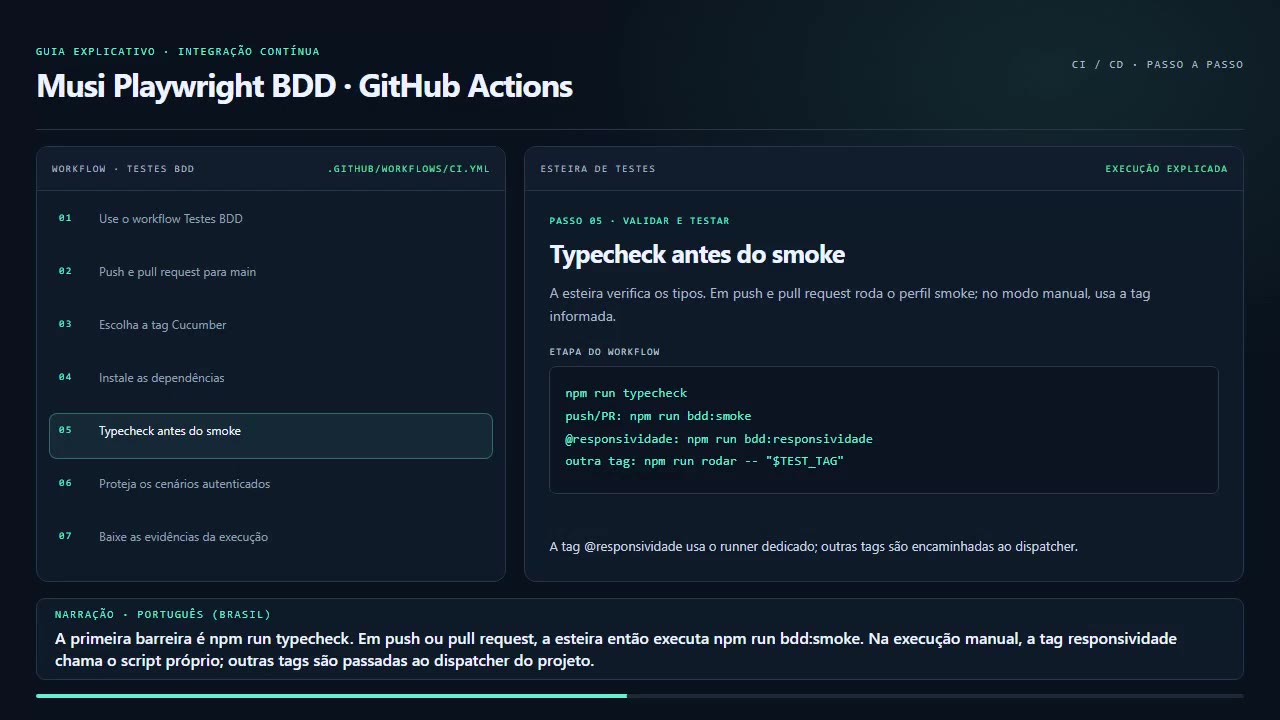 GUIA EXPLICATIVO · INTEGRAÇÃO CONTÍNUA
Musi Playwright BDD · GitHub Actions
CI / CD · PASSO A PASSO
WORKFLOW · TESTES BDD
.GITHUB/WORKFLOWS/CI.YML
01 Use o workflow Testes BDD
02 Push e pull request para main
03 Escolha a tag Cucumber
04 Instale as dependências
05 Typecheck antes do smoke
06 Proteja os cenários autenticados
07 Baixe as evidências da execução
ESTEIRA DE TESTES
EXECUÇÃO EXPLICADA
PASSO 05 · VALIDAR E TESTAR
Typecheck antes do smoke
A esteira verifica os tipos. Em push e pull request roda o perfil smoke; no modo manual, usa a tag
informada.
ETAPA DO WORKFLOW
npm run typecheck
push/PR: npm run bdd:smoke
@responsividade: npm run bdd:responsividade
outra tag: npm run rodar -- "$TEST_TAG"
A tag @responsividade usa o runner dedicado; outras tags são encaminhadas ao dispatcher.
NARRAÇÃO · PORTUGUÊS (BRASIL)
A primeira barreira é npm run typecheck. Em push ou pull request, a esteira então executa npm run bdd:smoke. Na execução manual, a tag responsividade
chama o script próprio; outras tags são passadas ao dispatcher do projeto.